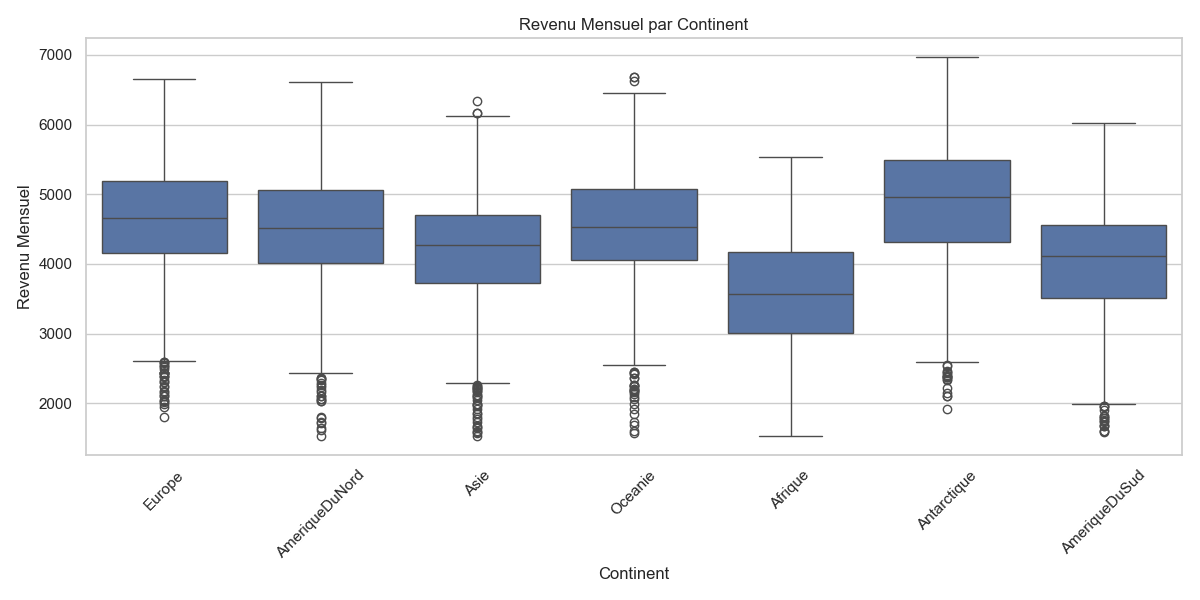 Revenu Mensuel par Continent
7000
6000
5000
4000
3000
2000
Revenu Mensuel
Europe
AmeriqueDuNord
Asie
Oceanie
Afrique
Antarctique
AmeriqueDuSud
Continent